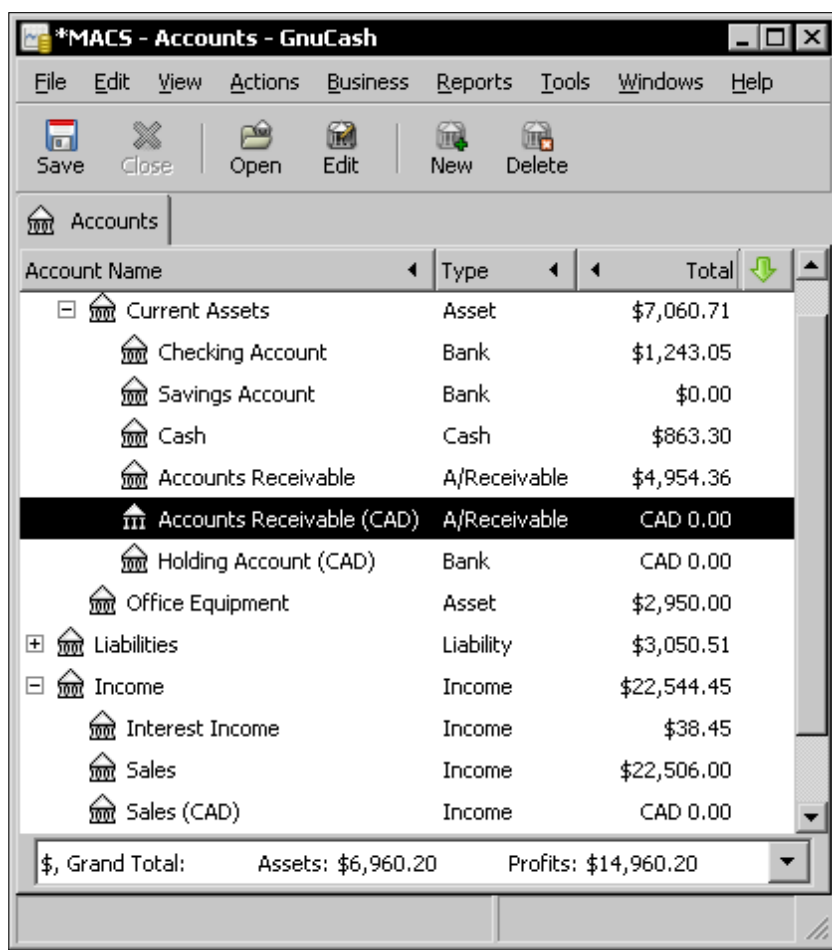 *MACS - Accounts - GnuCash
File Edit View Actions Business Reports Tools Windows Help
Save Close Open Edit New Delete
Accounts
Account Name Type Total
Current Assets Asset $7,060.71
Checking Account Bank $1,243.05
Savings Account Bank $0.00
Cash Cash $863.30
Accounts Receivable A/Receivable $4,954.36
Accounts Receivable (CAD) A/Receivable CAD 0.00
Holding Account (CAD) Bank CAD 0.00
Office Equipment Asset $2,950.00
Liabilities Liability $3,050.51
Income Income $22,544.45
Interest Income Income $38.45
Sales Income $22,506.00
Sales (CAD) Income CAD 0.00
$, Grand Total: Assets: $6,960.20 Profits: $14,960.20